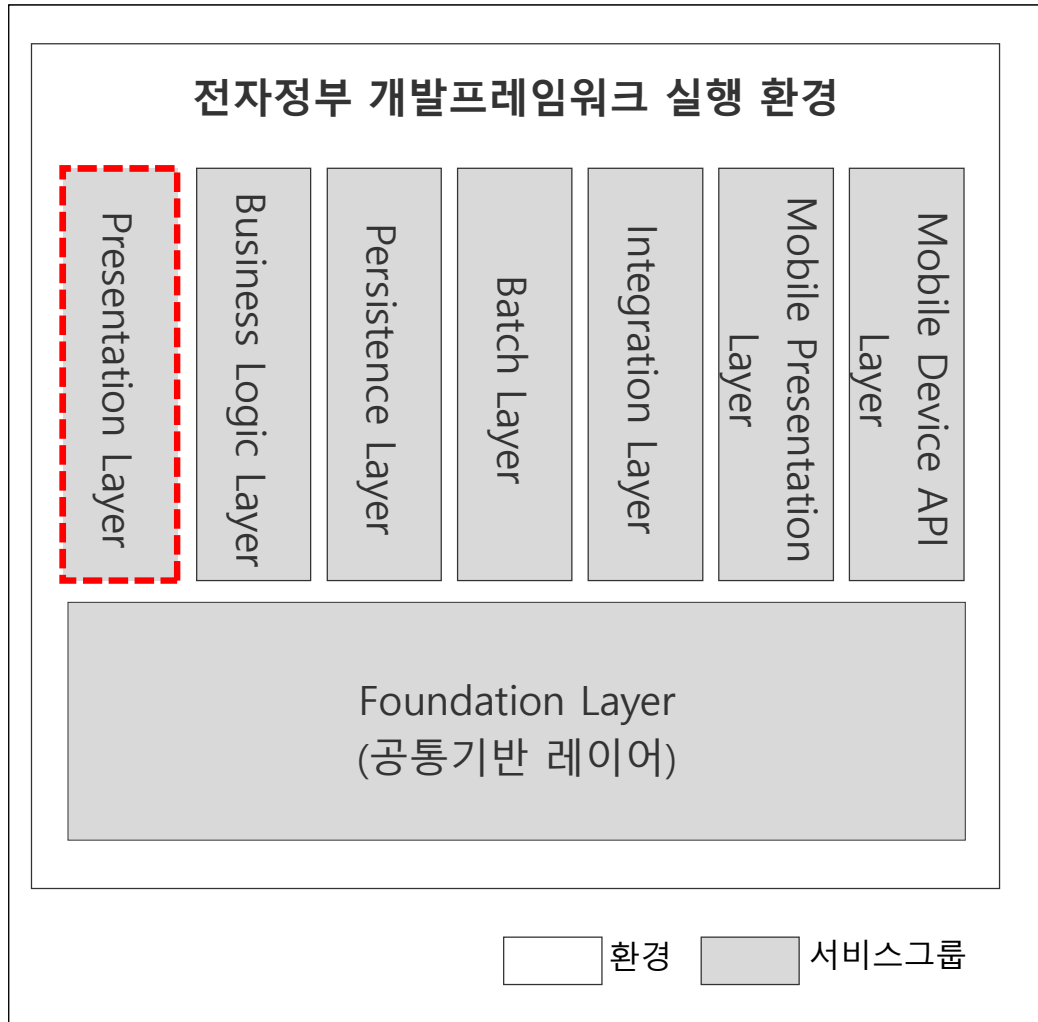 전자정부 개발프레임워크 실행 환경
Presentation Layer
Business Logic Layer
Persistence Layer
Batch Layer
Integration Layer
Mobile Presentation
Layer
Mobile Device API
Layer
Foundation Layer
(공통기반 레이어)
환경
서비스그룹